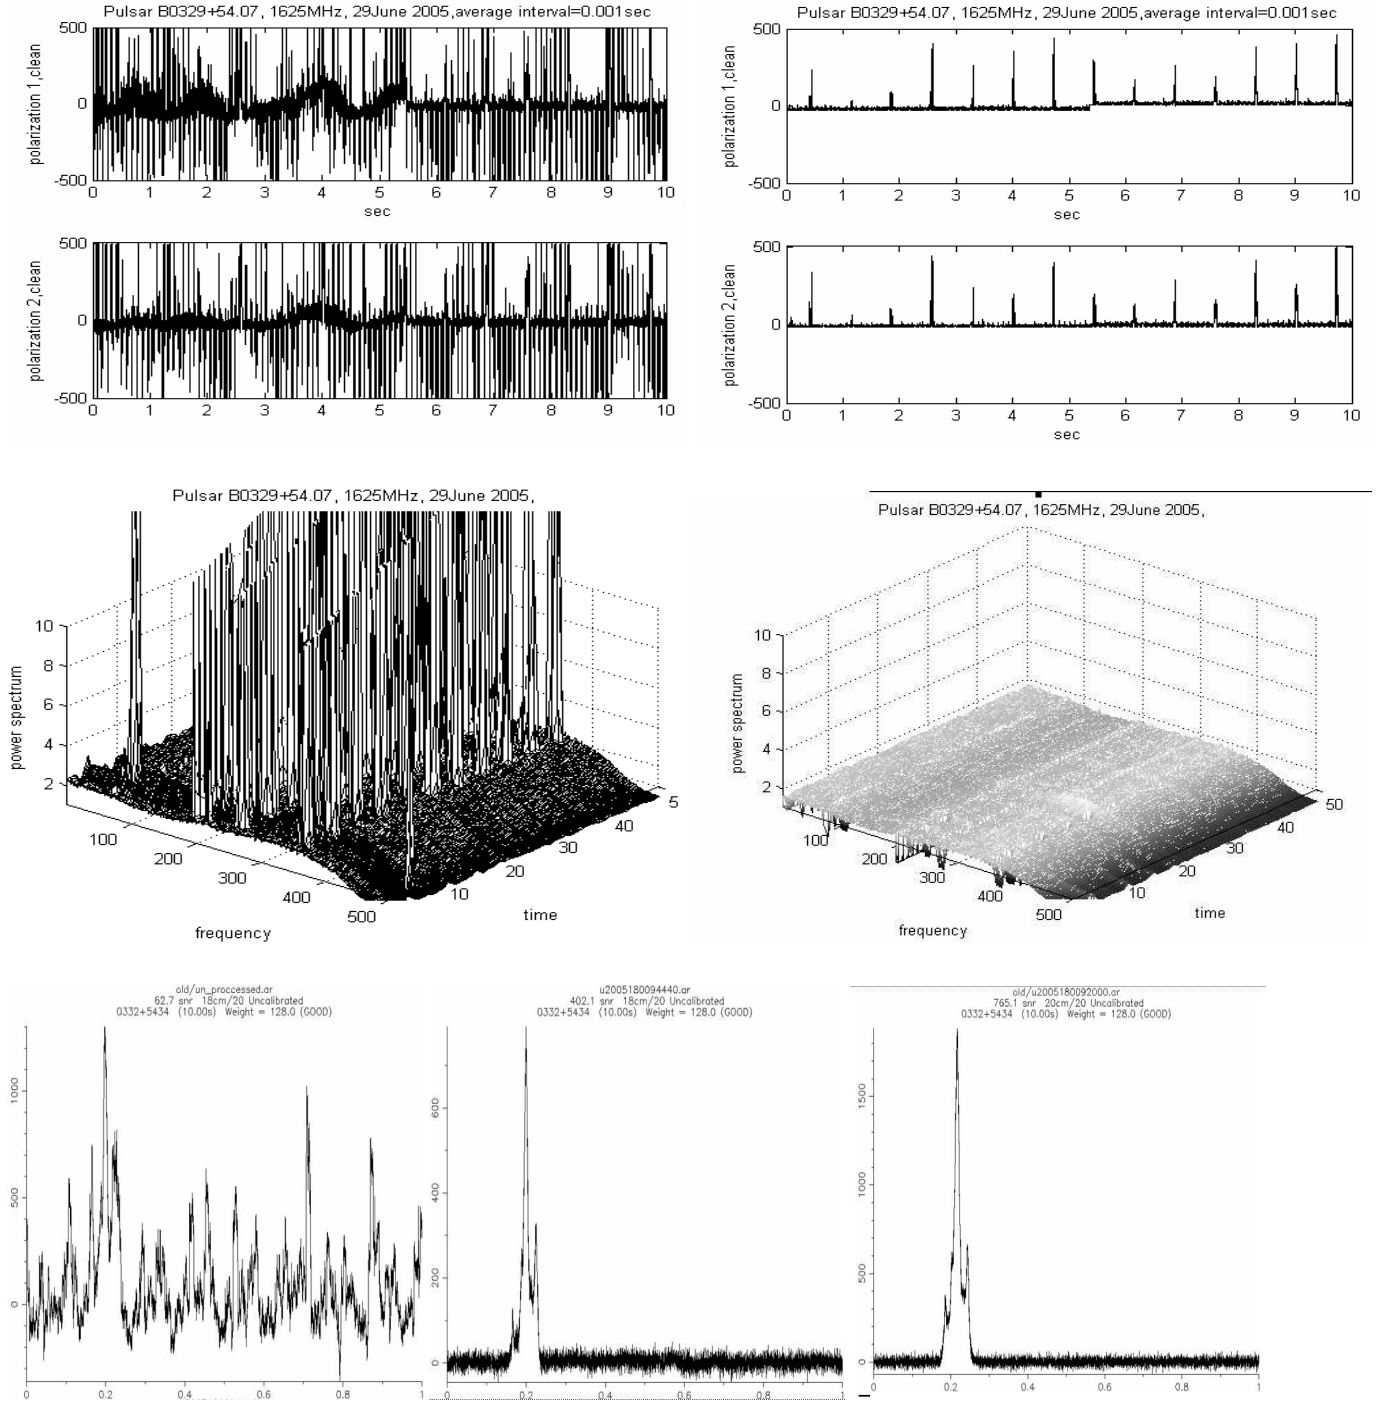 Pulsar B0329+54.07, 1625MHz, 29June 2005,average interval=0.001sec
polarization 1,clean
500
0
-500
0 1 2 3 4 5 6 7 8 9 10
sec
polarization 2,clean
500
0
-500
0 1 2 3 4 5 6 7 8 9 10
sec
Pulsar B0329+54.07, 1625MHz, 29June 2005,average interval=0.001sec
polarization 1,clean
500
0
-500
0 1 2 3 4 5 6 7 8 9 10
sec
polarization 2,clean
500
0
-500
0 1 2 3 4 5 6 7 8 9 10
sec
Pulsar B0329+54.07, 1625MHz, 29June 2005,
power spectrum
10
8
6
4
2
100
200
300
400
500
frequency
10
20
30
40
5
time
Pulsar B0329+54.07, 1625MHz, 29June 2005,
power spectrum
10
8
6
4
2
100
200
300
400
500
frequency
10
20
30
40
50
time
old/un_proccessed.ar
62.7 snr 18cm/20 Uncalibrated
0332+5434 (10.00s) Weight = 128.0 (GOOD)
1000
500
0
0 0.2 0.4 0.6 0.8
u2005180094440.ar
402.1 snr 18cm/20 Uncalibrated
0332+5434 (10.00s) Weight = 128.0 (GOOD)
600
400
200
0
0 0.2 0.4 0.6 0.8 1
old/u2005180092000.ar
765.1 snr 20cm/20 Uncalibrated
0332+5434 (10.00s) Weight = 128.0 (GOOD)
1500
1000
500
0
0 0.2 0.4 0.6 0.8 1